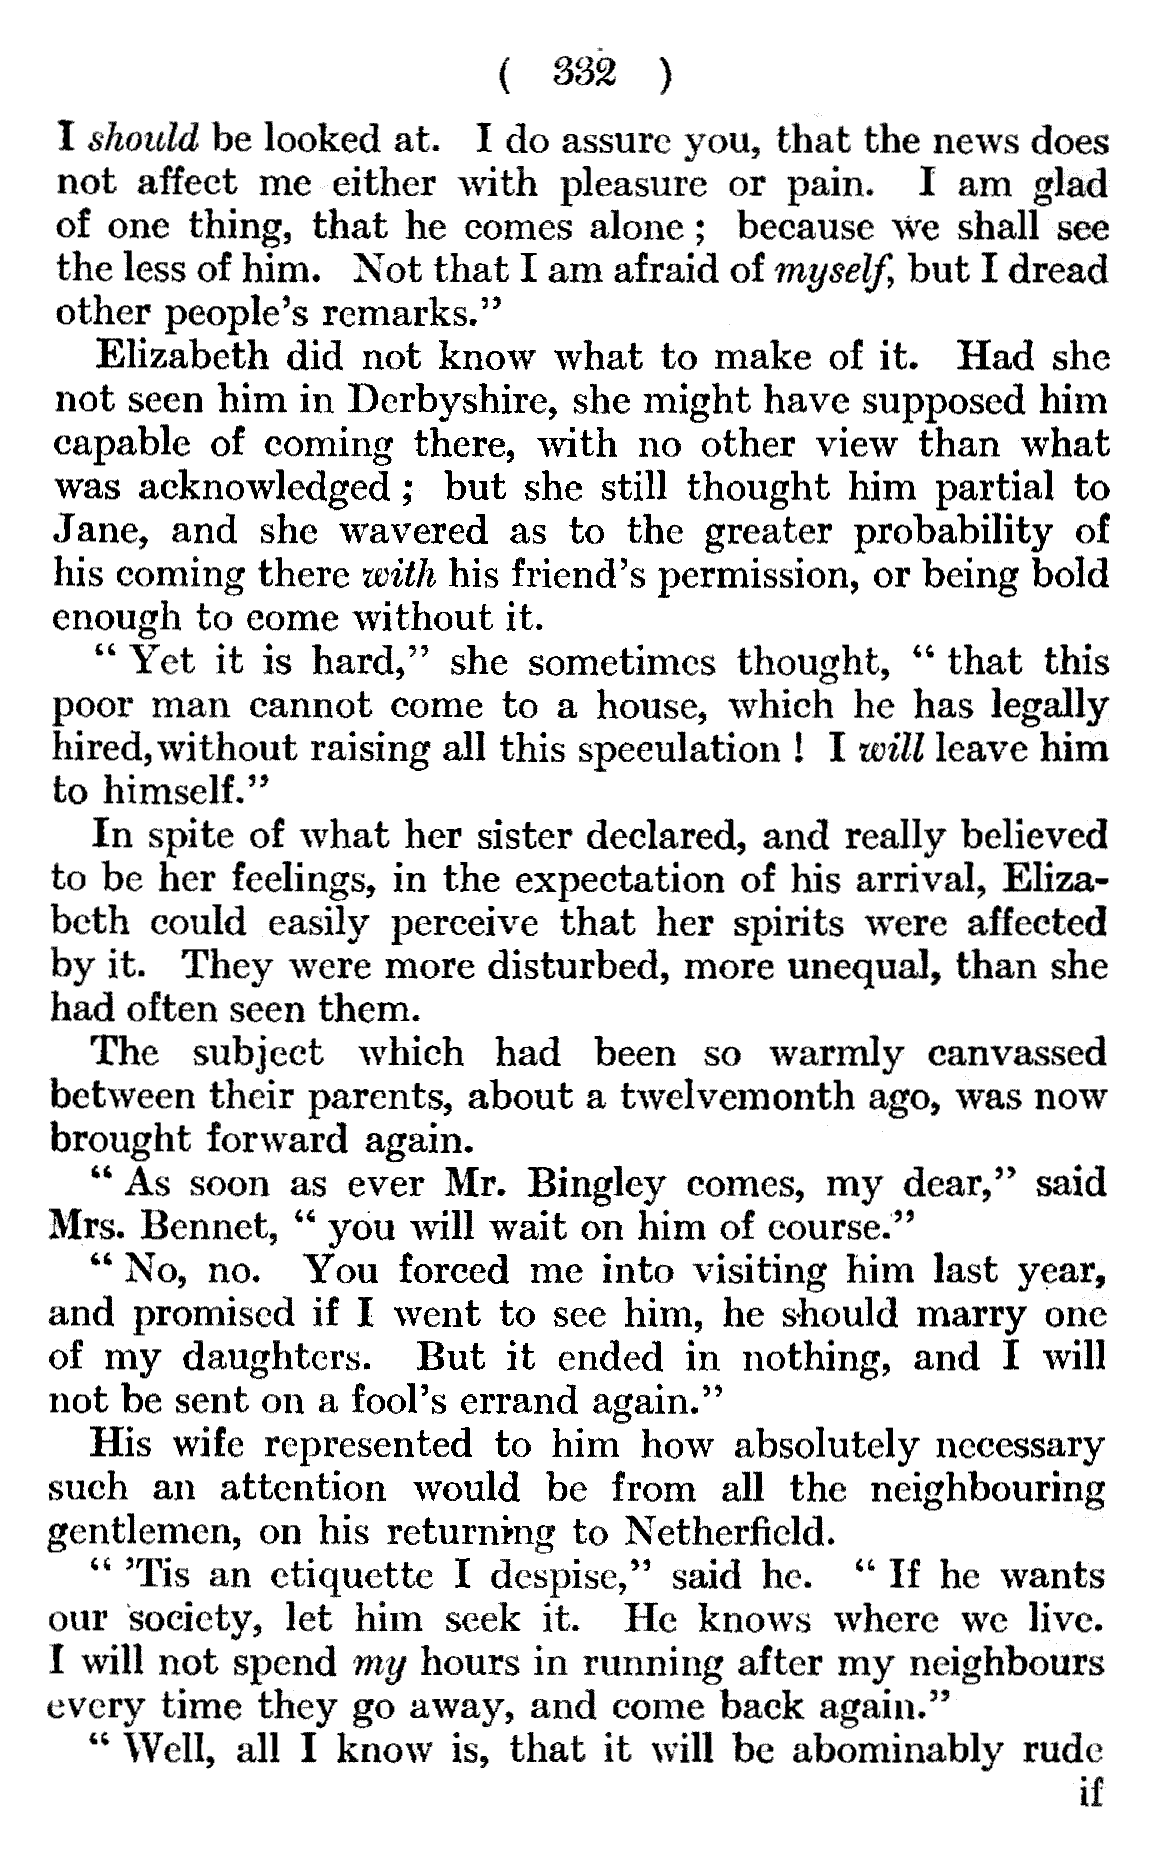 ( 332 )
I should be looked at. I do assure you, that the news does
not affect me either with pleasure or pain. I am glad
of one thing, that he comes alone ; because we shall see
the less of him. Not that I am afraid of myself, but I dread
other people’s remarks.”
Elizabeth did not know what to make of it. Had she
not seen him in Derbyshire, she might have supposed him
capable of coming there, with no other view than what
was acknowledged ; but she still thought him partial to
Jane, and she wavered as to the greater probability of
his coming there with his friend’s permission, or being bold
enough to come without it.
“ Yet it is hard,” she sometimes thought, “ that this
poor man cannot come to a house, which he has legally
hired, without raising all this speculation ! I will leave him
to himself.”
In spite of what her sister declared, and really believed
to be her feelings, in the expectation of his arrival, Eliza-
beth could easily perceive that her spirits were affected
by it. They were more disturbed, more unequal, than she
had often seen them.
The subject which had been so warmly canvassed
between their parents, about a twelvemonth ago, was now
brought forward again.
“ As soon as ever Mr. Bingley comes, my dear,” said
Mrs. Bennet, “ you will wait on him of course.”
“ No, no. You forced me into visiting him last year,
and promised if I went to see him, he should marry one
of my daughters. But it ended in nothing, and I will
not be sent on a fool’s errand again.”
His wife represented to him how absolutely necessary
such an attention would be from all the neighbouring
gentlemen, on his returning to Netherfield.
“ ’Tis an etiquette I despise,” said he. “ If he wants
our society, let him seek it. He knows where we live.
I will not spend my hours in running after my neighbours
every time they go away, and come back again.”
“ Well, all I know is, that it will be abominably rude
if